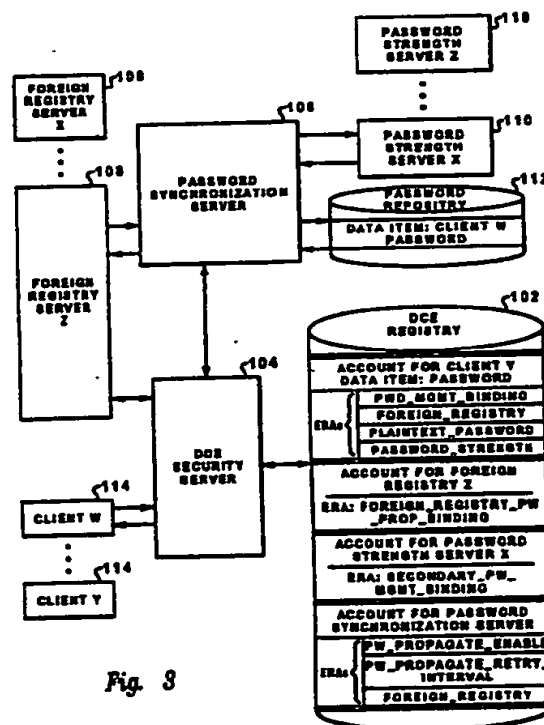 118
PASSWORD
STRENGTH
SERVER Z
108
FOREIGN
REGISTRY
SERVER
X
106
PASSWORD
SYNCHRONIZATION
SERVER
110
PASSWORD
STRENGTH
SERVER X
108
FOREIGN
REGISTRY
SERVER
Z
112
PASSWORD
REPOSITRY
DATA ITEM: CLIENT W
PASSWORD
102
DCE
REGISTRY
104
DCE
SECURITY
SERVER
ACCOUNT FOR CLIENT Y
DATA ITEM: PASSWORD
ERAs
PWD_MGMT_BINDING
FOREIGN_REGISTRY
PLAINTEXT_PASSWORD
PASSWORD_STRENGTH
ACCOUNT FOR FOREIGN
REGISTRY Z
ERA: FOREIGN_REGISTRY_PW
_PROP_BINDING
114
CLIENT W
114
CLIENT Y
ACCOUNT FOR PASSWORD
STRENGTH SERVER X
ERA: SECONDARY_PW_
MGMT_BINDING
ACCOUNT FOR PASSWORD
SYNCHRONIZATION SERVER
ERAs
PW_PROPAGATE_ENABLE
PW_PROPAGATE_RETRY_
INTERVAL
FOREIGN_REGISTRY
Fig. 3